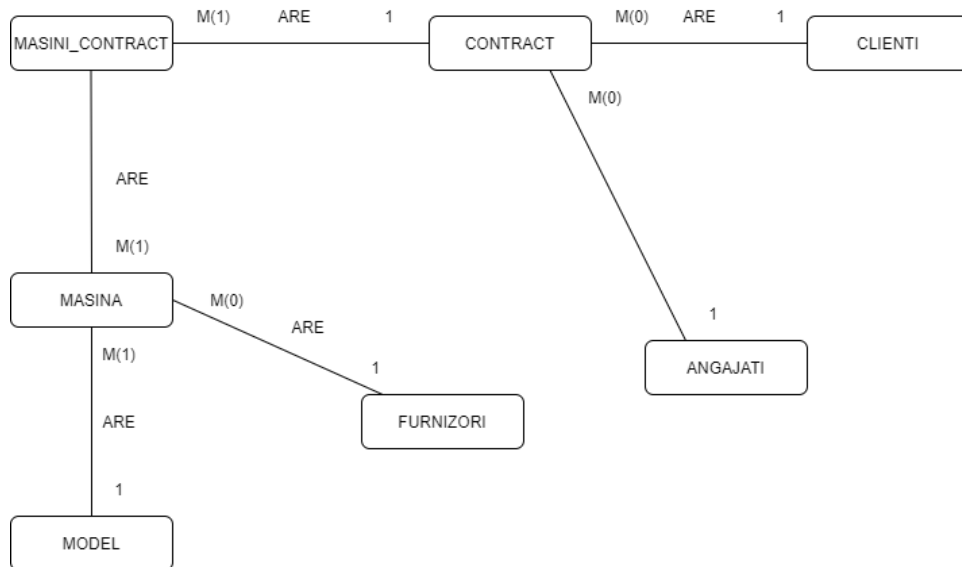 M(1) ARE 1
M(0) ARE 1
MASINI_CONTRACT
CONTRACT
CLIENTI
M(0)
ARE
M(1)
MASINA
M(0)
ARE
1
1
M(1)
ANGAJATI
ARE
FURNIZORI
1
MODEL